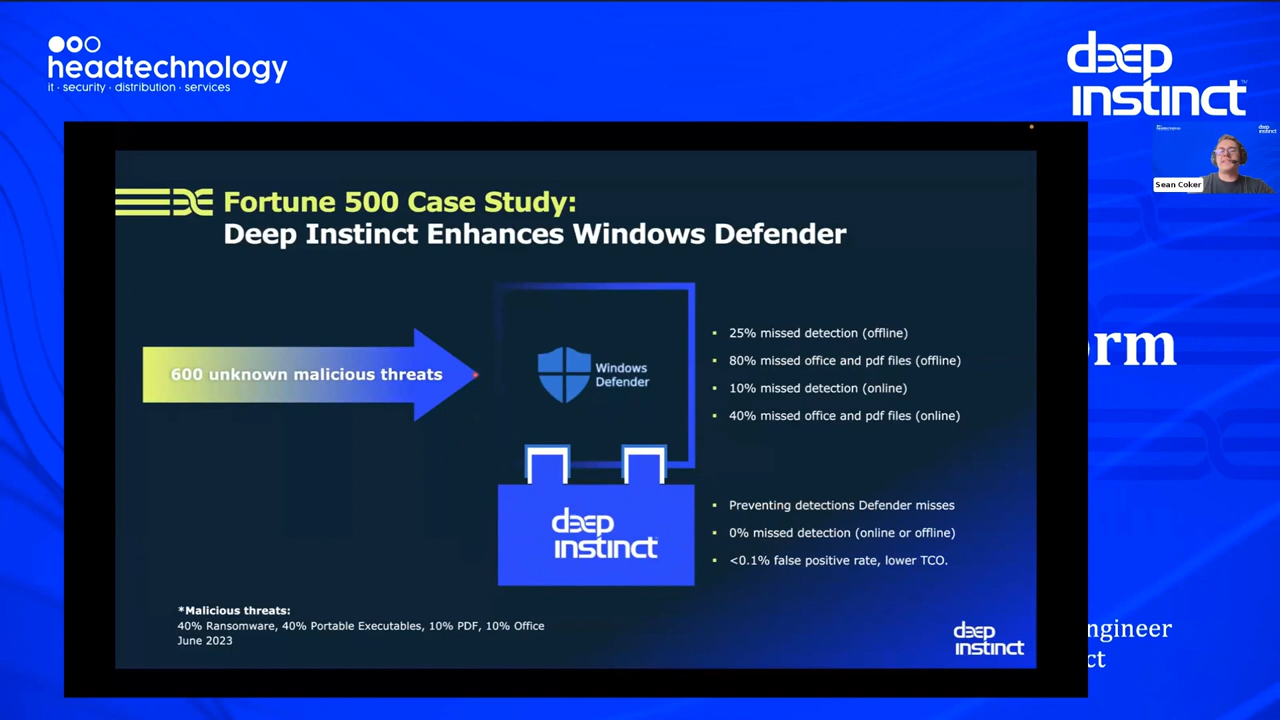 headtechnology
it · security · distribution · services
deep
instinct
Sean Coker
Fortune 500 Case Study:
Deep Instinct Enhances Windows Defender
600 unknown malicious threats
Windows
Defender
▪ 25% missed detection (offline)
▪ 80% missed office and pdf files (offline)
▪ 10% missed detection (online)
▪ 40% missed office and pdf files (online)
deep
instinct
▪ Preventing detections Defender misses
▪ 0% missed detection (online or offline)
▪ <0.1% false positive rate, lower TCO.
*Malicious threats:
40% Ransomware, 40% Portable Executables, 10% PDF, 10% Office
June 2023
deep
instinct
orm
ngineer
ct